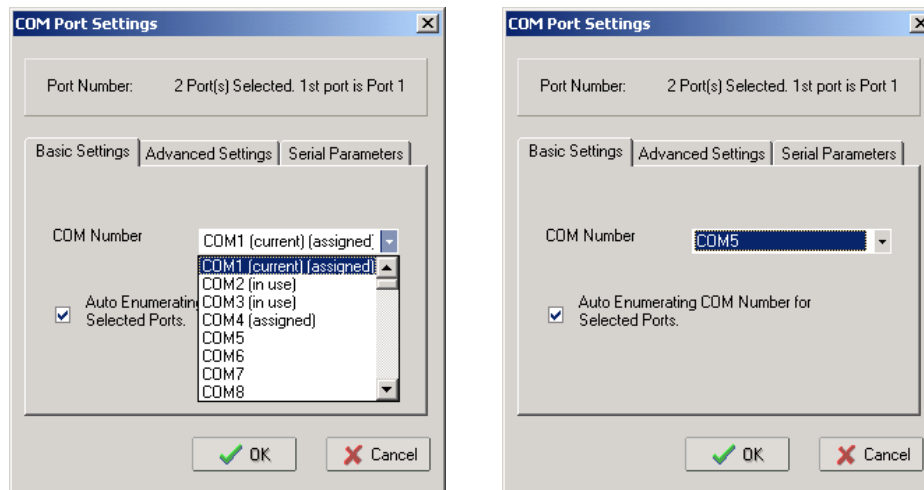 COM Port Settings
Port Number: 2 Port(s) Selected. 1st port is Port 1
Basic Settings Advanced Settings Serial Parameters
COM Number COM1 (current) (assigned)
COM1 (current) (assigned)
COM2 (in use)
COM3 (in use)
Auto Enumerating
COM4 (assigned)
Selected Ports.
COM5
COM6
COM7
COM8
OK Cancel
COM Port Settings
Port Number: 2 Port(s) Selected. 1st port is Port 1
Basic Settings Advanced Settings Serial Parameters
COM Number COM5
Auto Enumerating COM Number for
Selected Ports.
OK Cancel